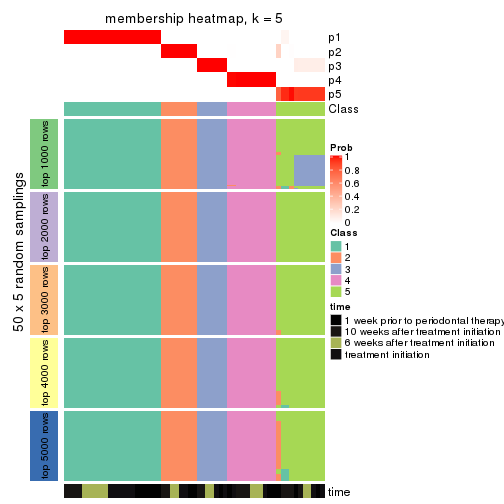 membership heatmap, k = 5
p1
p2
p3
p4
p5
Class
50 x 5 random samplings
top 1000 rows
top 2000 rows
top 3000 rows
top 4000 rows
top 5000 rows
time
Prob
1
0.8
0.6
0.4
0.2
0
Class
1
2
3
4
5
time
1 week prior to periodontal therapy
10 weeks after treatment initiation
6 weeks after treatment initiation
treatment initiation